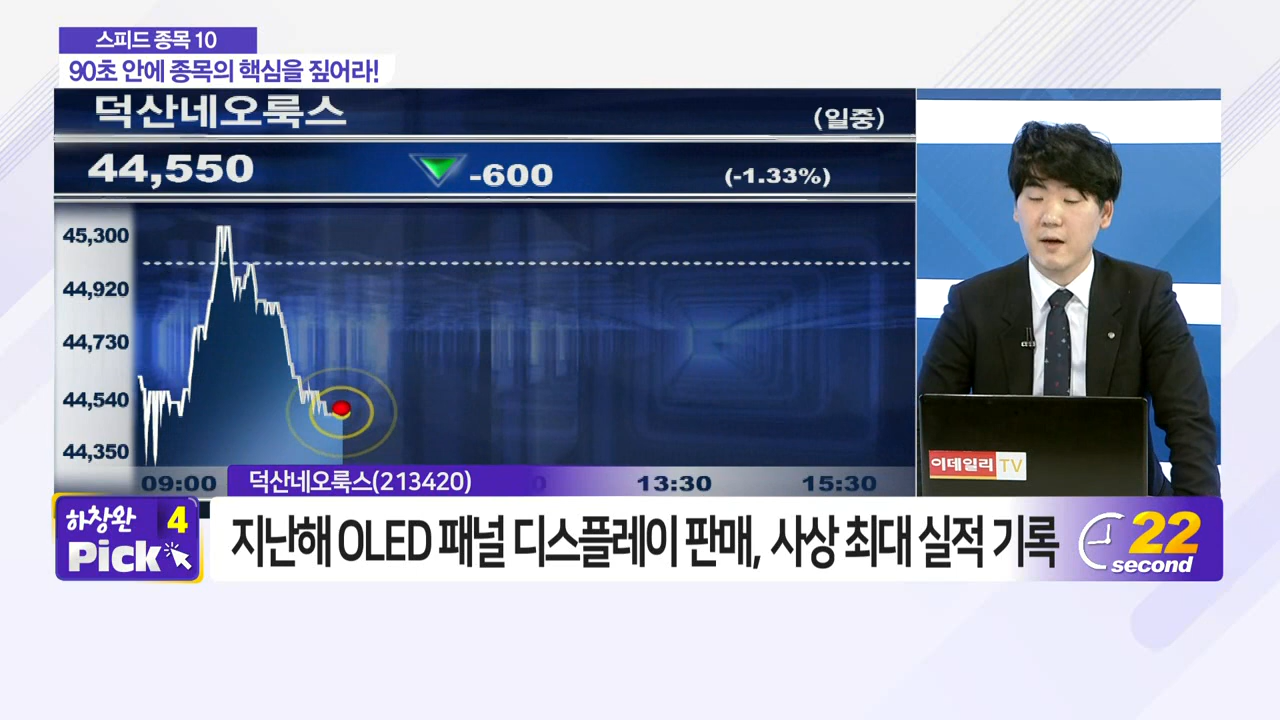 스피드 종목 10
90초 안에 종목의 핵심을 짚어라!
덕산네오룩스 (일중)
44,550 -600 (-1.33%)
45,300
44,920
44,730
44,540
44,350
09:00 0 13:30 15:30
덕산네오룩스(213420)
이데일리 TV
하창완 4
Pick
지난해 OLED 패널 디스플레이 판매, 사상 최대 실적 기록
22
second